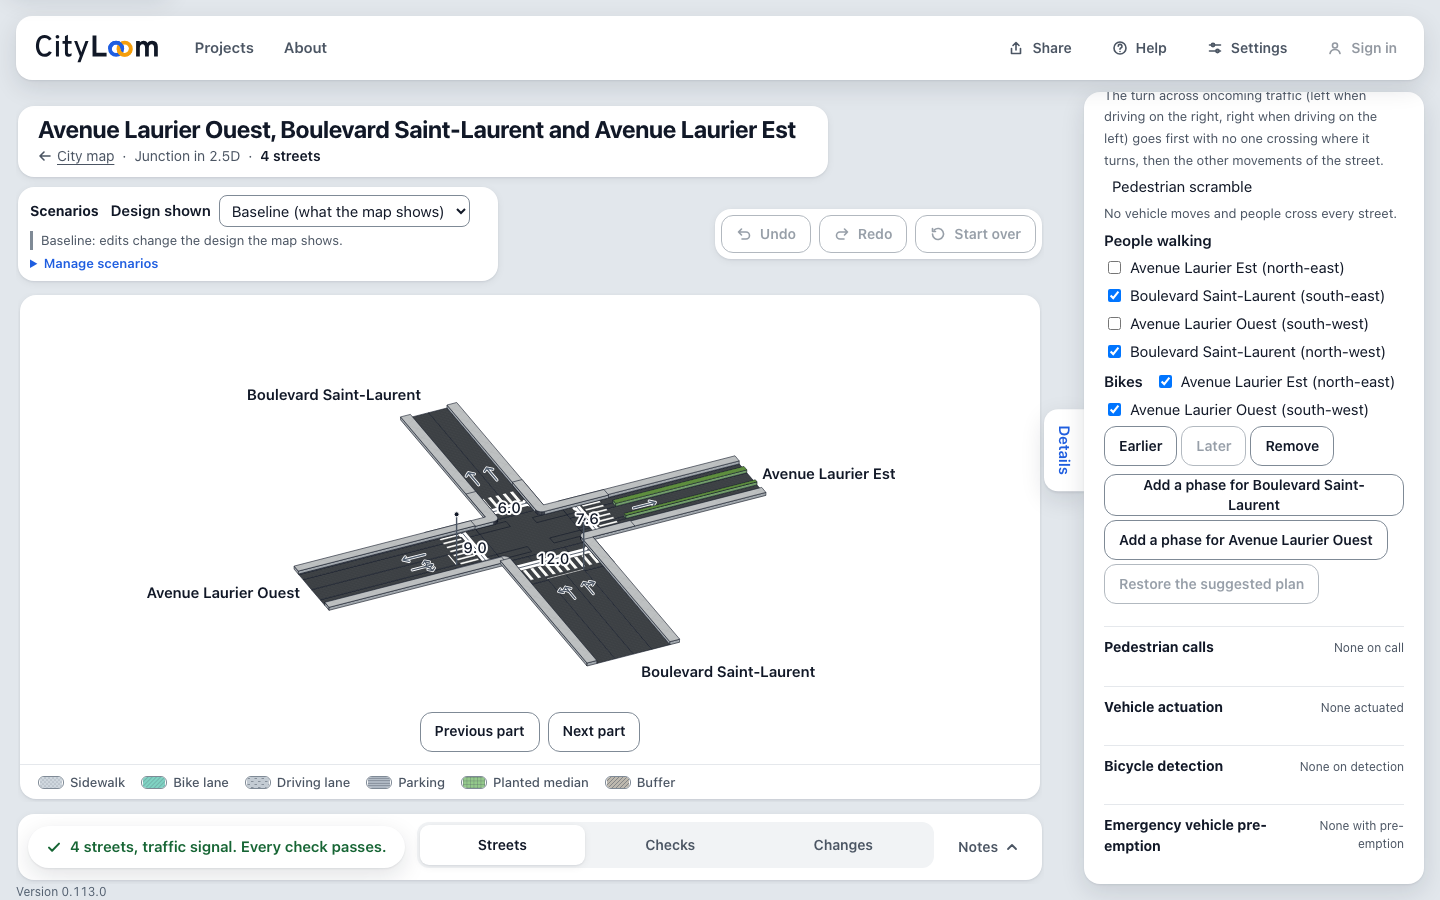 CityLoom
Projects
About
Share
Help
Settings
Sign in
Avenue Laurier Ouest, Boulevard Saint-Laurent and Avenue Laurier Est
← City map · Junction in 2.5D · 4 streets
Scenarios Design shown Baseline (what the map shows)
Baseline: edits change the design the map shows.
Manage scenarios
Undo
Redo
Start over
Boulevard Saint-Laurent
Avenue Laurier Est
6.0
7.6
9.0
12.0
Avenue Laurier Ouest
Boulevard Saint-Laurent
Previous part
Next part
Sidewalk
Bike lane
Driving lane
Parking
Planted median
Buffer
4 streets, traffic signal. Every check passes.
Streets
Checks
Changes
Notes
Version 0.113.0
Details
The turn across oncoming traffic (left when
driving on the right, right when driving on the
left) goes first with no one crossing where it
turns, then the other movements of the street.
Pedestrian scramble
No vehicle moves and people cross every street.
People walking
Avenue Laurier Est (north-east)
Boulevard Saint-Laurent (south-east)
Avenue Laurier Ouest (south-west)
Boulevard Saint-Laurent (north-west)
Bikes Avenue Laurier Est (north-east)
Avenue Laurier Ouest (south-west)
Earlier
Later
Remove
Add a phase for Boulevard Saint-
Laurent
Add a phase for Avenue Laurier Ouest
Restore the suggested plan
Pedestrian calls None on call
Vehicle actuation None actuated
Bicycle detection None on detection
Emergency vehicle pre-
emption
None with pre-
emption